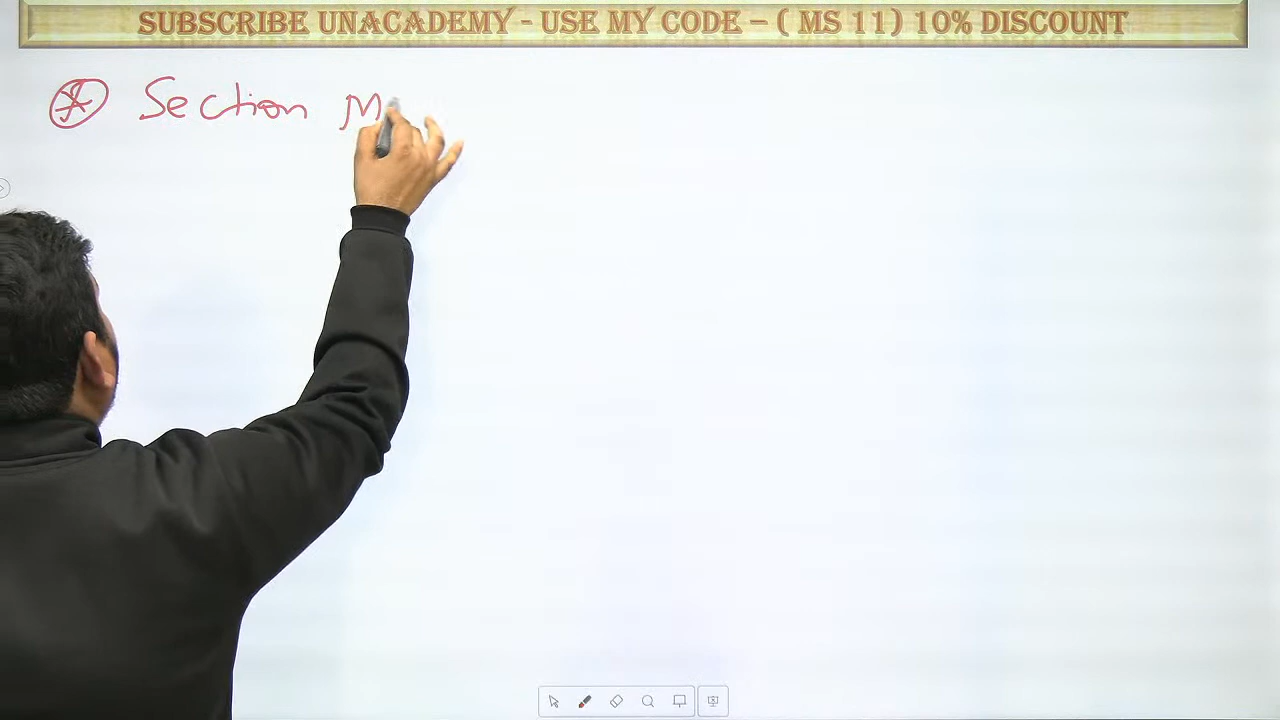 SUBSCRIBE UNACADEMY - USE MY CODE – ( MS 11) 10% DISCOUNT
Section M